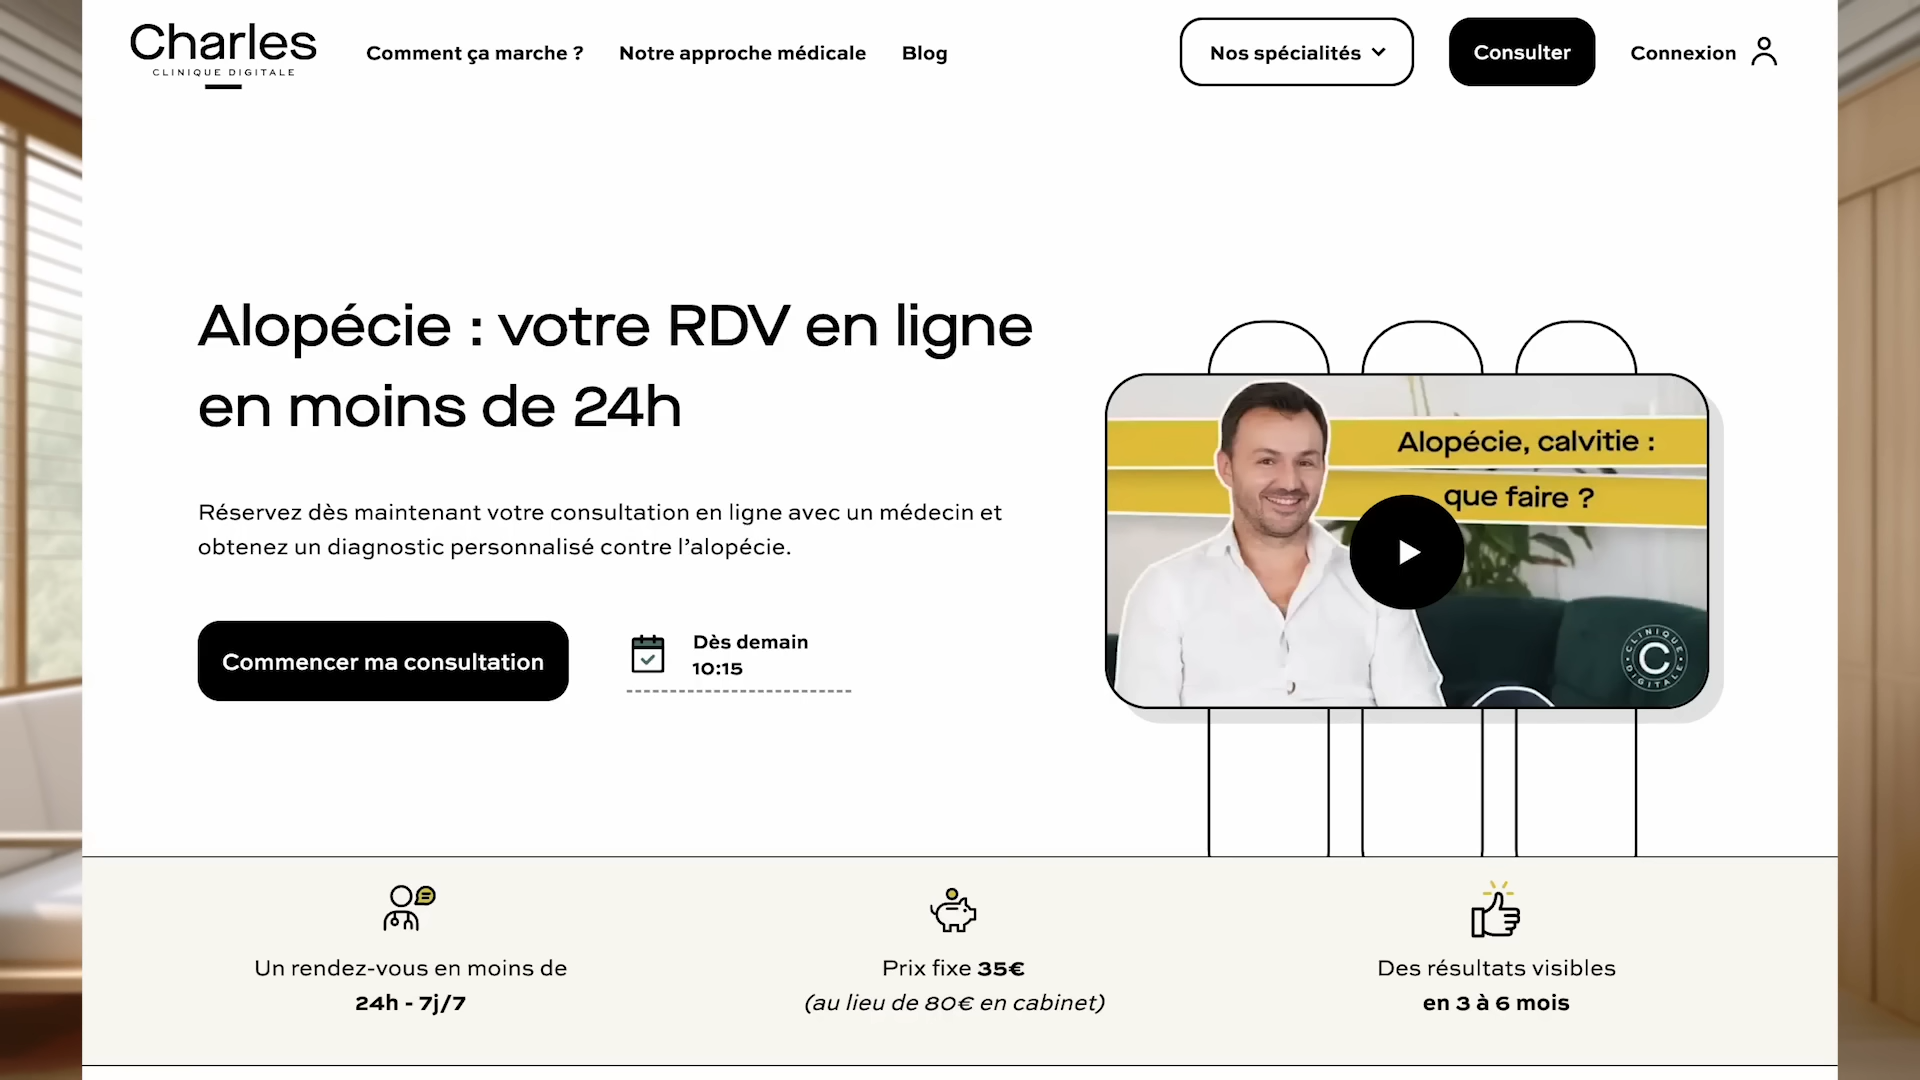 Charles
CLINIQUE DIGITALE
Comment ça marche ?
Notre approche médicale
Blog
Nos spécialités
Consulter
Connexion
Alopécie : votre RDV en ligne
en moins de 24h
Réservez dès maintenant votre consultation en ligne avec un médecin et
obtenez un diagnostic personnalisé contre l’alopécie.
Commencer ma consultation
Dès demain
10:15
Alopécie, calvitie :
que faire ?
CLINIQUE
C
DIGITALE
Un rendez-vous en moins de
24h - 7j/7
Prix fixe 35€
(au lieu de 80€ en cabinet)
Des résultats visibles
en 3 à 6 mois